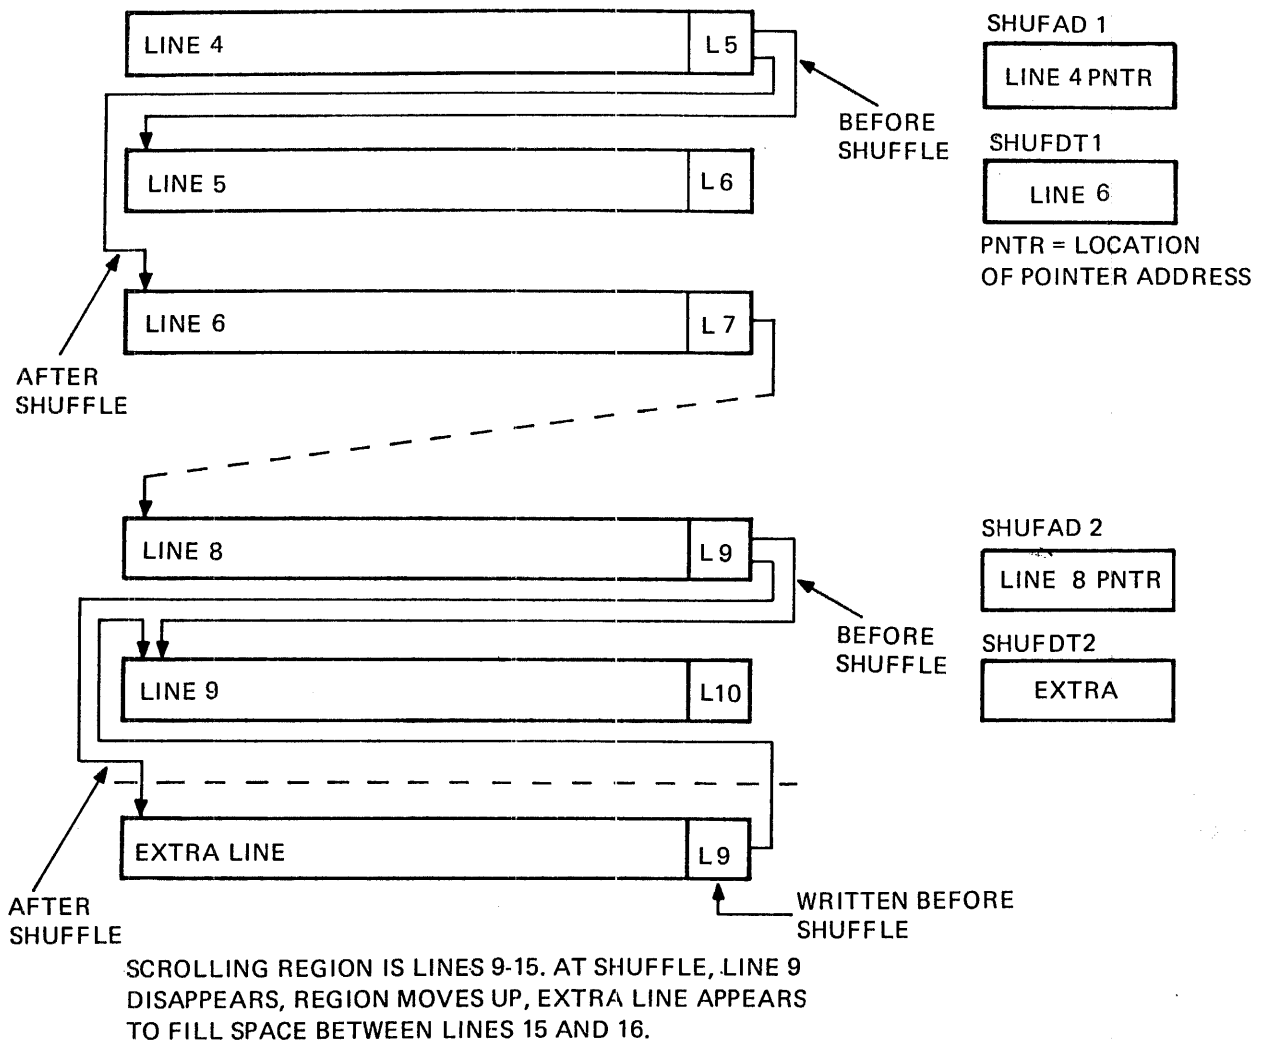 LINE 4
L5
SHUFAD 1
LINE 4 PNTR
BEFORE
SHUFFLE
SHUFDT1
LINE 6
PNTR = LOCATION
OF POINTER ADDRESS
LINE 5
L6
LINE 6
L7
AFTER
SHUFFLE
LINE 8
L9
SHUFAD 2
LINE 8 PNTR
BEFORE
SHUFFLE
SHUFDT2
EXTRA
LINE 9
L10
EXTRA LINE
L9
AFTER
SHUFFLE
WRITTEN BEFORE
SHUFFLE
SCROLLING REGION IS LINES 9-15. AT SHUFFLE, LINE 9
DISAPPEARS, REGION MOVES UP, EXTRA LINE APPEARS
TO FILL SPACE BETWEEN LINES 15 AND 16.